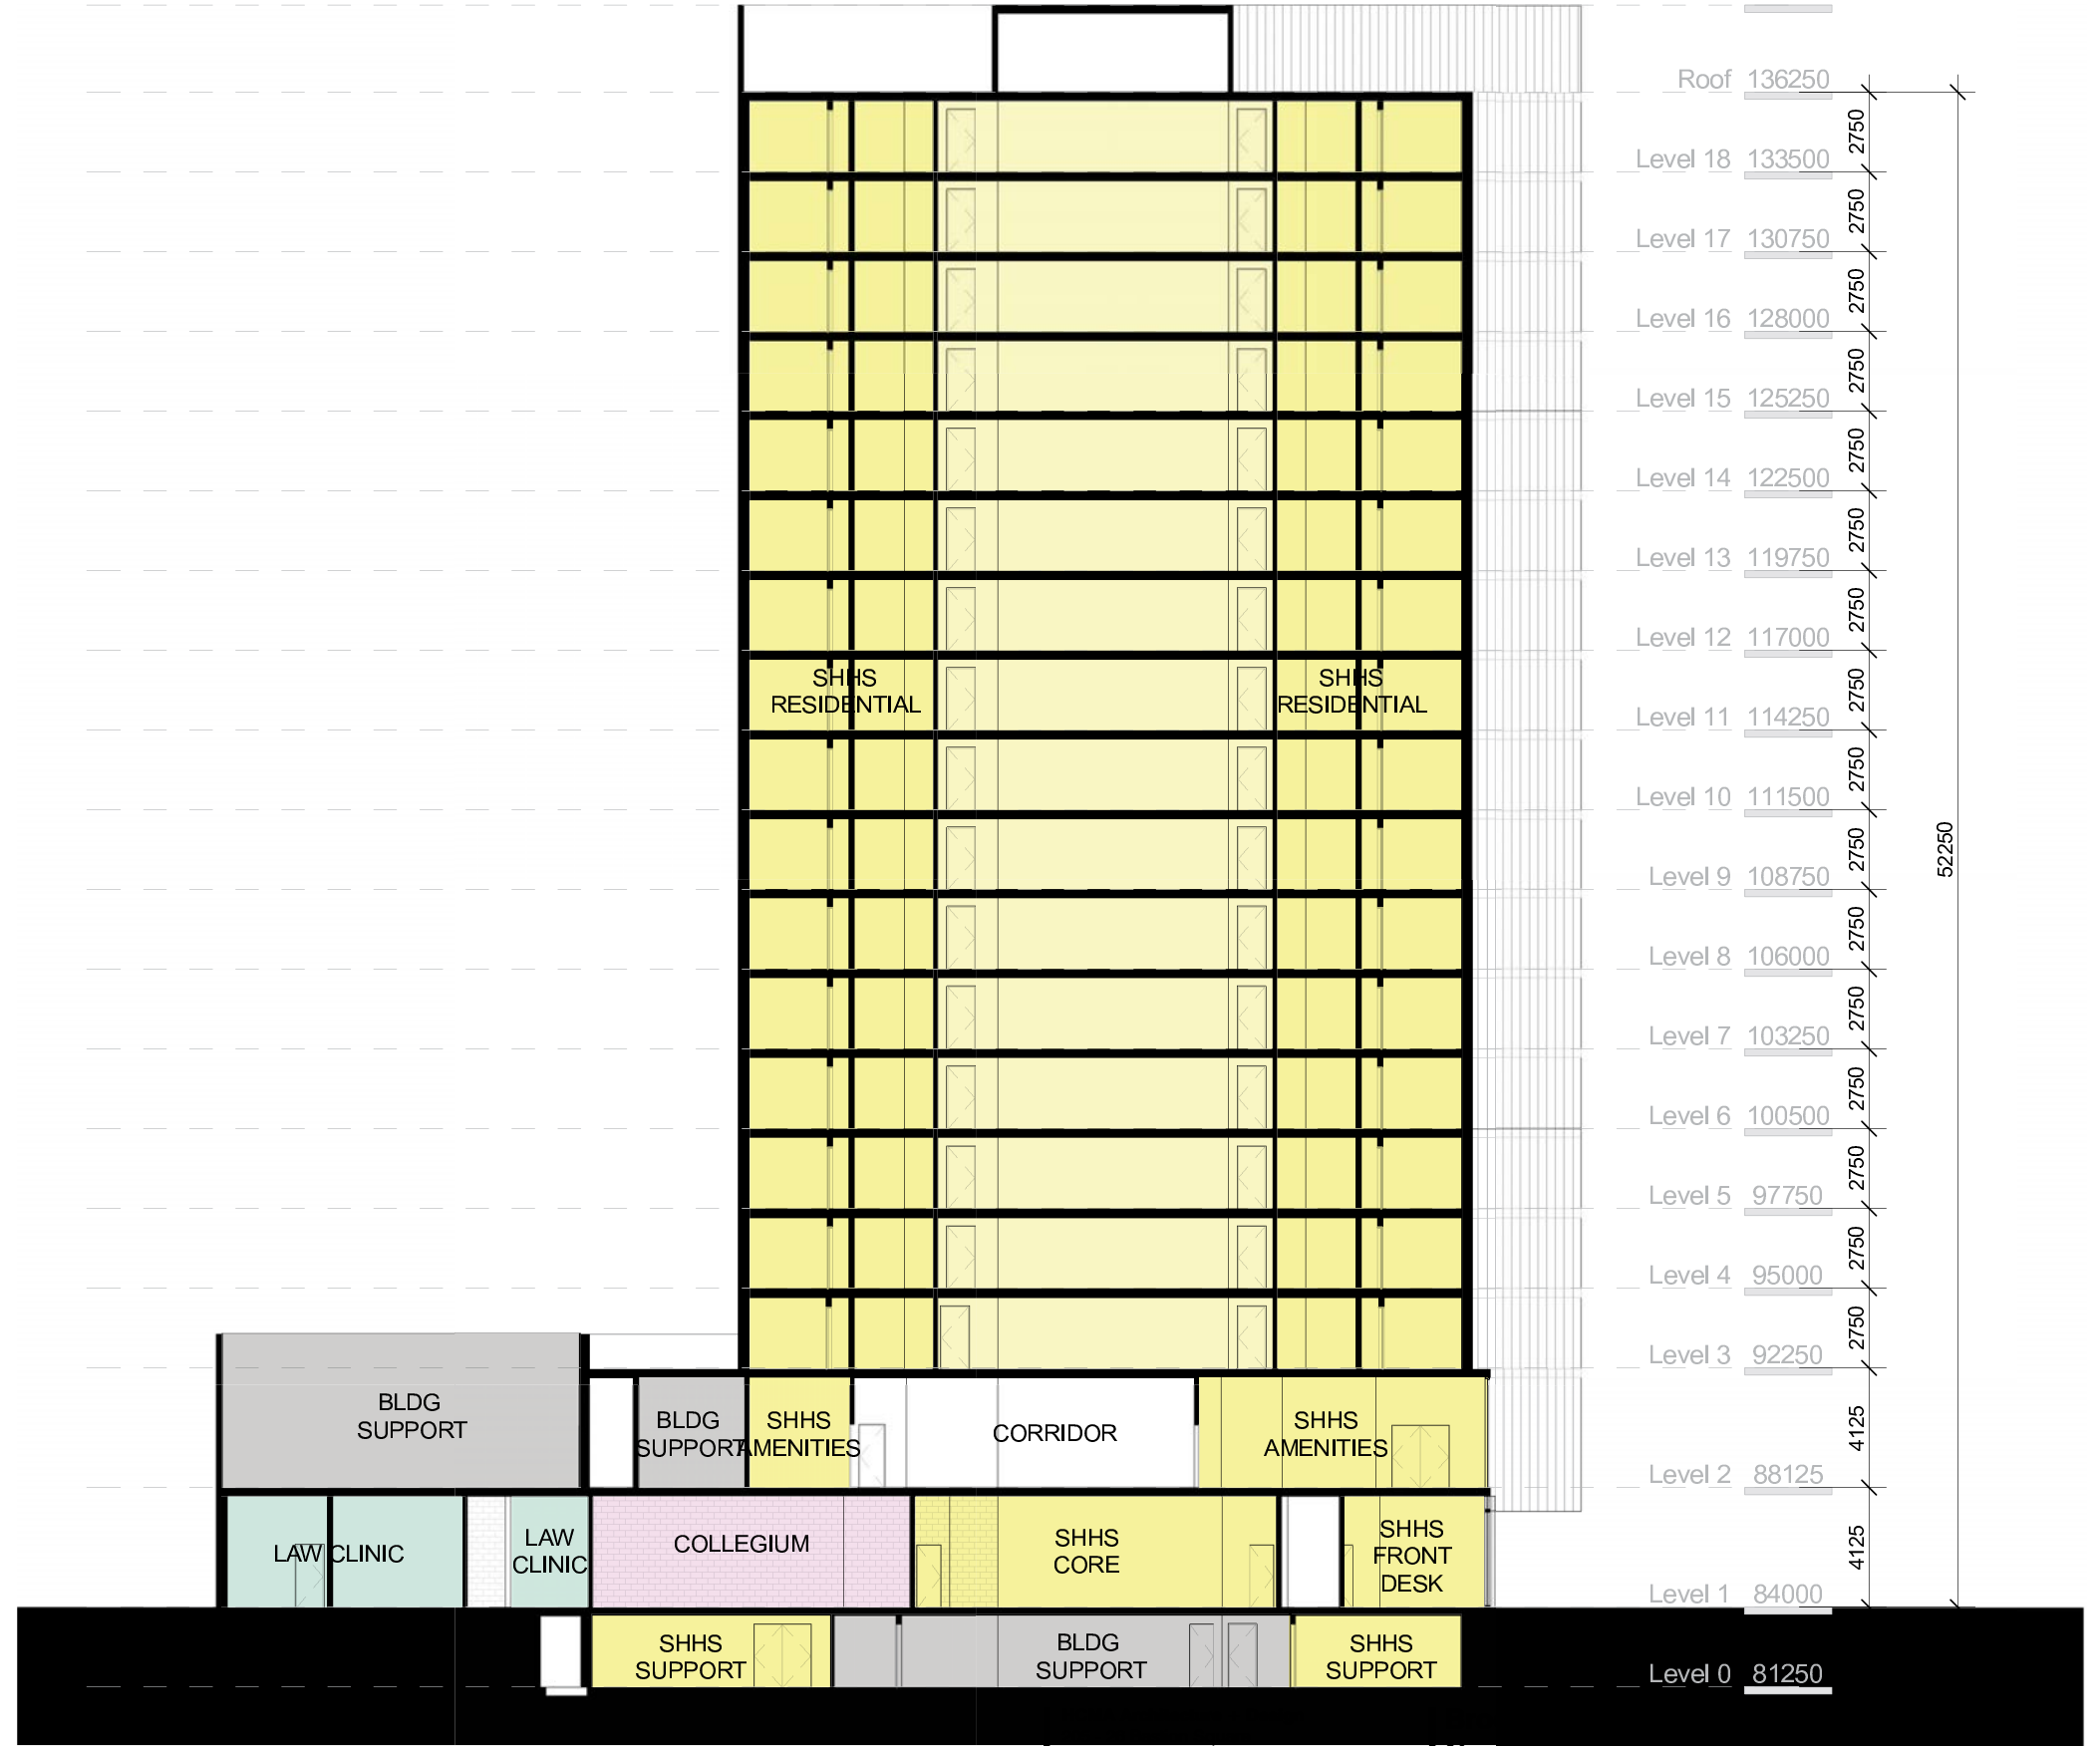 Roof 136250
2750
Level 18 133500
2750
Level 17 130750
2750
Level 16 128000
2750
Level 15 125250
2750
Level 14 122500
2750
Level 13 119750
2750
Level 12 117000
SHHS
RESIDENTIAL
SHHS
RESIDENTIAL
2750
Level 11 114250
2750
Level 10 111500
2750
52250
Level 9 108750
2750
Level 8 106000
2750
Level 7 103250
2750
Level 6 100500
2750
Level 5 97750
2750
Level 4 95000
2750
Level 3 92250
BLDG
SUPPORT
BLDG
SUPPORT
SHHS
AMENITIES
CORRIDOR
SHHS
AMENITIES
4125
Level 2 88125
LAW CLINIC
LAW
CLINIC
COLLEGIUM
SHHS
CORE
SHHS
FRONT
DESK
4125
Level 1 84000
SHHS
SUPPORT
BLDG
SUPPORT
SHHS
SUPPORT
Level 0 81250